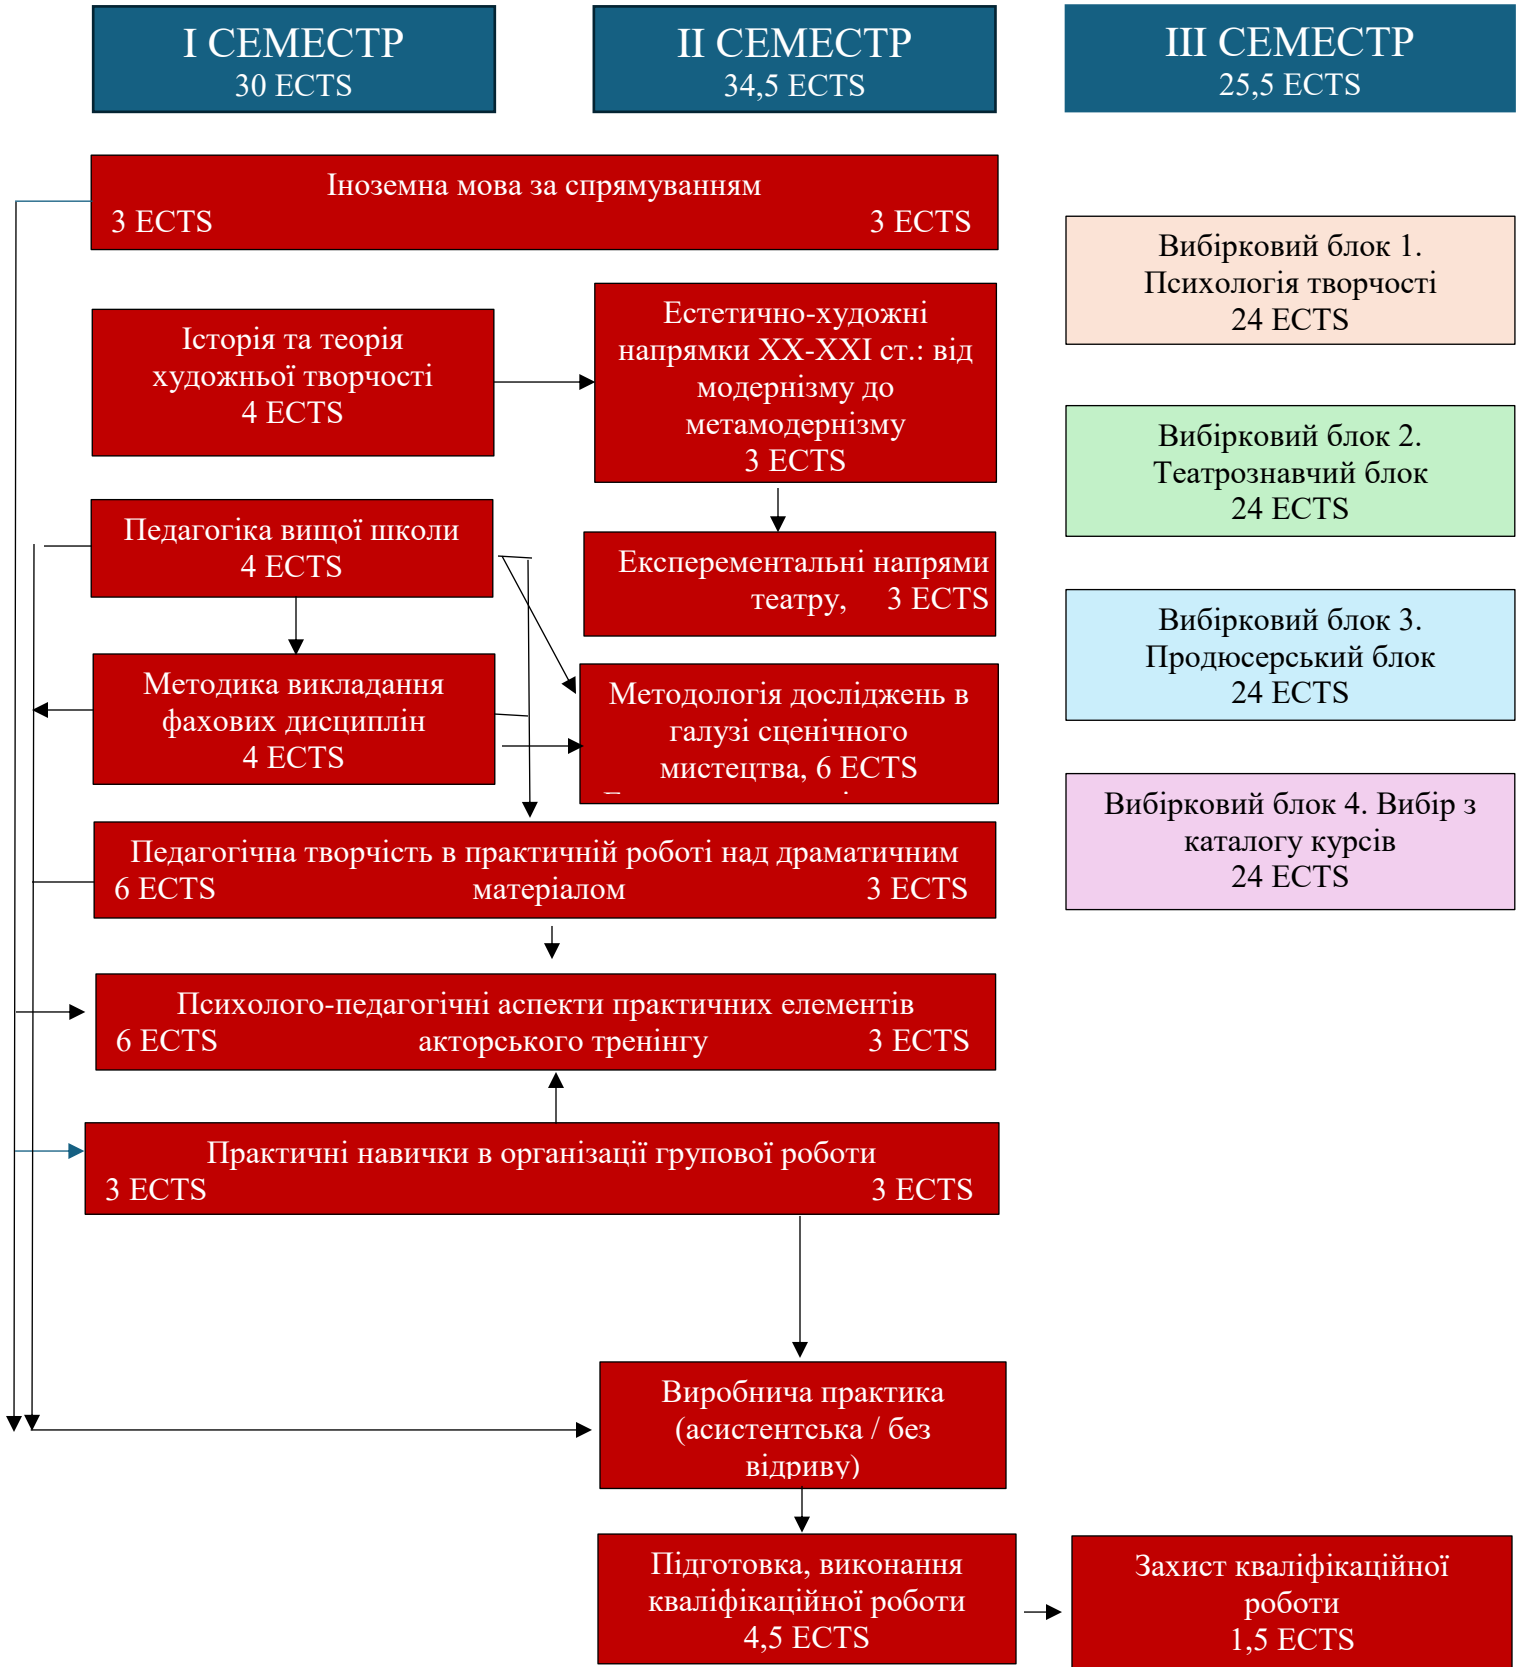 І СЕМЕСТР
30 ECTS
ІІ СЕМЕСТР
34,5 ECTS
ІІІ СЕМЕСТР
25,5 ECTS
Іноземна мова за спрямуванням
3 ECTS 3 ECTS
Історія та теорія
художньої творчості
4 ECTS
Естетично-художні
напрямки ХХ-ХХІ ст.: від
модернізму до
метамодернізму
3 ECTS
Педагогіка вищої школи
4 ECTS
Експерементальні напрями
театру, 3 ECTS
Методика викладання
фахових дисциплін
4 ECTS
Методологія досліджень в
галузі сценічного
мистецтва, 6 ECTS
Педагогічна творчість в практичній роботі над драматичним
6 ECTS матеріалом 3 ECTS
Психолого-педагогічні аспекти практичних елементів
6 ECTS акторського тренінгу 3 ECTS
Практичні навички в організації групової роботи
3 ECTS 3 ECTS
Виробнича практика
(асистентська / без
відриву)
Підготовка, виконання
кваліфікаційної роботи
4,5 ECTS
Захист кваліфікаційної
роботи
1,5 ECTS
Вибірковий блок 1.
Психологія творчості
24 ECTS
Вибірковий блок 2.
Театрознавчий блок
24 ECTS
Вибірковий блок 3.
Продюсерський блок
24 ECTS
Вибірковий блок 4. Вибір з
каталогу курсів
24 ECTS